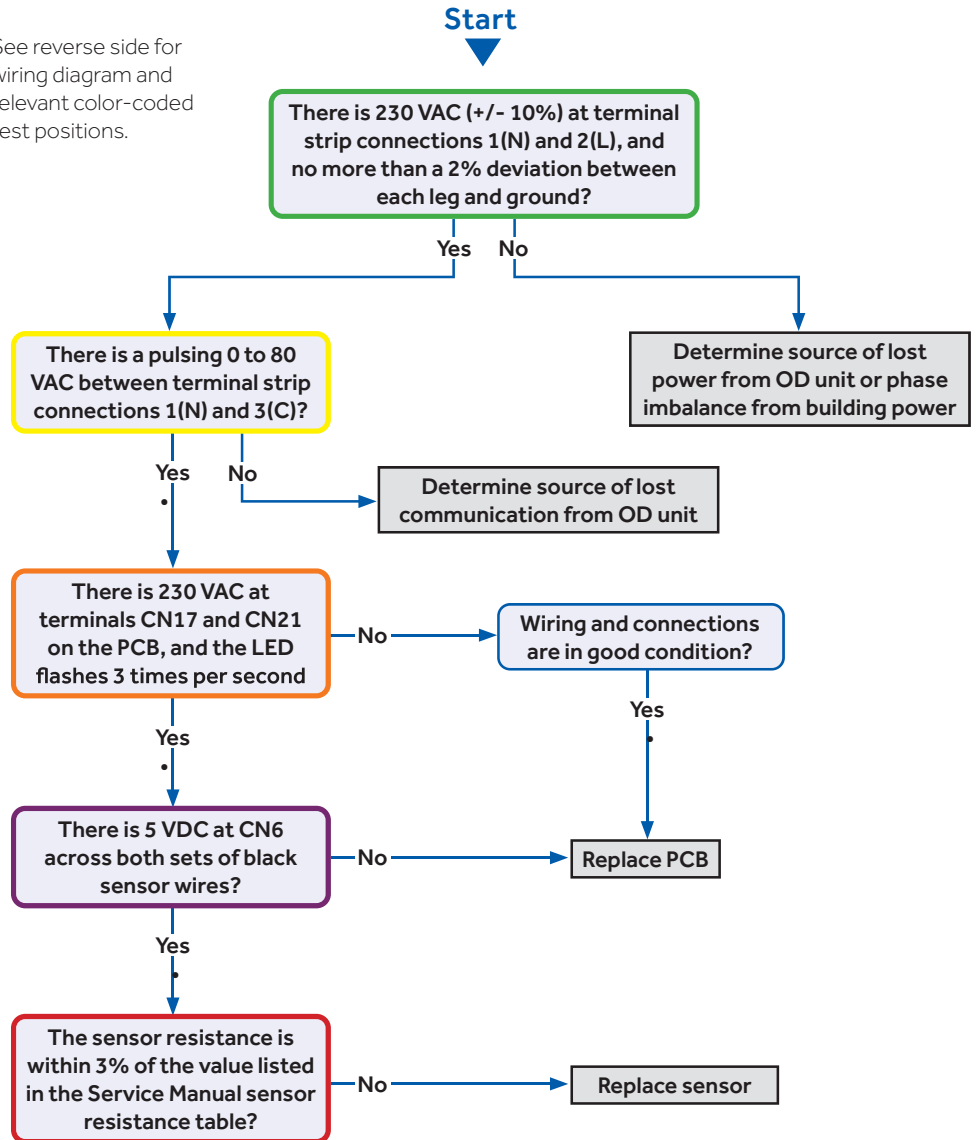 Start
See reverse side for
wiring diagram and
relevant color-coded
test positions.
There is 230 VAC (+/- 10%) at terminal
strip connections 1(N) and 2(L), and
no more than a 2% deviation between
each leg and ground?
Yes No
There is a pulsing 0 to 80
VAC between terminal strip
connections 1(N) and 3(C)?
Determine source of lost
power from OD unit or phase
imbalance from building power
Yes No
Determine source of lost
communication from OD unit
There is 230 VAC at
terminals CN17 and CN21
on the PCB, and the LED
flashes 3 times per second
No
Wiring and connections
are in good condition?
Yes
Yes
There is 5 VDC at CN6
across both sets of black
sensor wires?
No
Replace PCB
Yes
The sensor resistance is
within 3% of the value listed
in the Service Manual sensor
resistance table?
No
Replace sensor